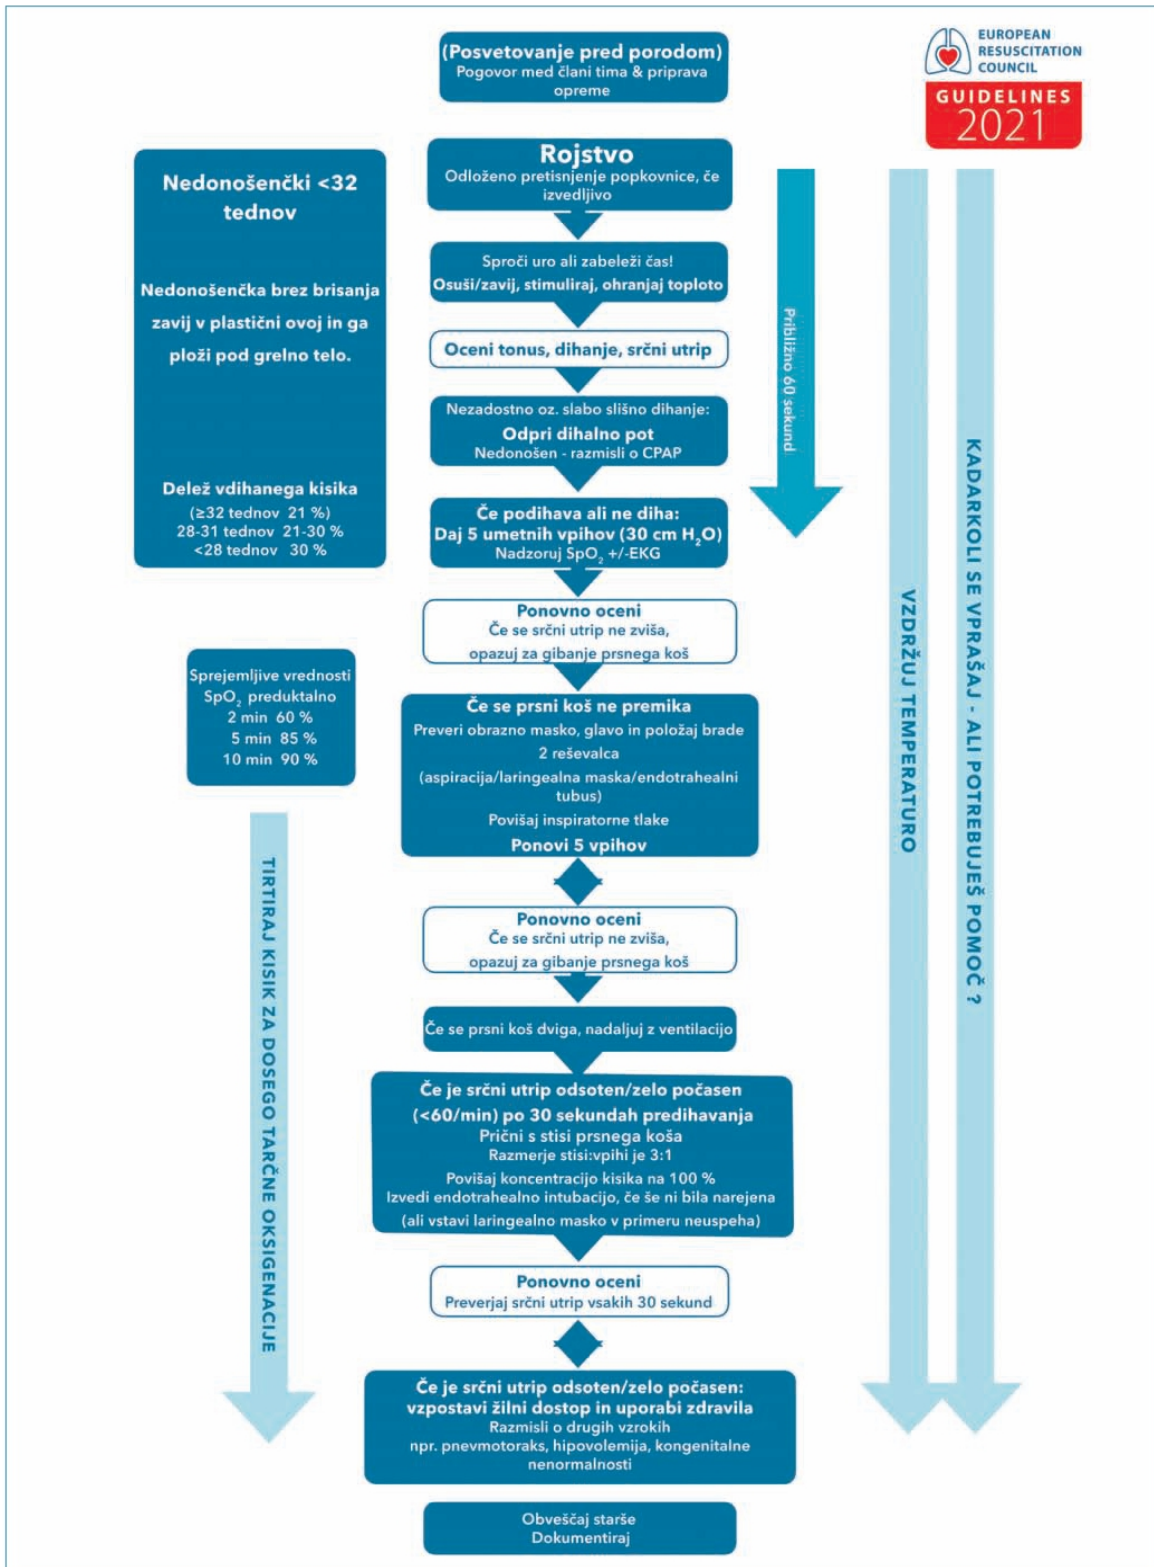 (Posvetovanje pred porodom)
Pogovor med člani tima & priprava
opreme
EUROPEAN
RESUSCITATION
COUNCIL
GUIDELINES
2021
Nedonošenčki <32
tednov
Nedonošenčka brez brisanja
zavij v plastični ovoj in ga
ploži pod grelno telo.
Delež vdihanega kisika
(≥32 tednov 21 %)
28-31 tednov 21-30 %
<28 tednov 30 %
Rojstvo
Odloženo pretisnjenje popkovnice, če
izvedljivo
Sproči uro ali zabeleži čas!
Osuši/zavij, stimuliraj, ohranjaj toploto
Oceni tonus, dihanje, srčni utrip
Nezadostno oz. slabo slišno dihanje:
Odpri dihalno pot
Nedonošen - razmisli o CPAP
Če podihava ali ne diha:
Daj 5 umetnih vpihov (30 cm H₂O)
Nadzoruj SpO₂ +/-EKG
Približno 60 sekund
Ponovno oceni
Če se srčni utrip ne zviša,
opazuj za gibanje prsnega koš
Sprejemljive vrednosti
SpO₂ preduktalno
2 min 60 %
5 min 85 %
10 min 90 %
Če se prsni koš ne premika
Preveri obrazno masko, glavo in položaj brade
2 reševalca
(aspiracija/laringealna maska/endotrahealni
tubus)
Povišaj inspiratorne tlake
Ponovi 5 vpihov
Ponovno oceni
Če se srčni utrip ne zviša,
opazuj za gibanje prsnega koš
Če se prsni koš dviga, nadaljuj z ventilacijo
Če je srčni utrip odsoten/zelo počasen
(<60/min) po 30 sekundah predihavanja
Prični s stisi prsnega koša
Razmerje stisi:vpihi je 3:1
Povišaj koncentracijo kisika na 100 %
Izvedi endotrahealno intubacijo, če še ni bila narejena
(ali vstavi laringealno masko v primeru neuspeha)
Ponovno oceni
Preverjaj srčni utrip vsakih 30 sekund
Če je srčni utrip odsoten/zelo počasen:
vzpostavi žilni dostop in uporabi zdravila
Razmisli o drugih vzrokih
npr. pnevmotoraks, hipovolemija, kongenitalne
nenormalnosti
Obveščaj starše
Dokumentiraj
TIRTIRAJ KISIK ZA DOSEGO TARČNE OKSIGENACIJE
VZDRŽUJ TEMPERATURO
KADARKOLI SE VPRAŠAJ - ALI POTREBUJEŠ POMOČ ?